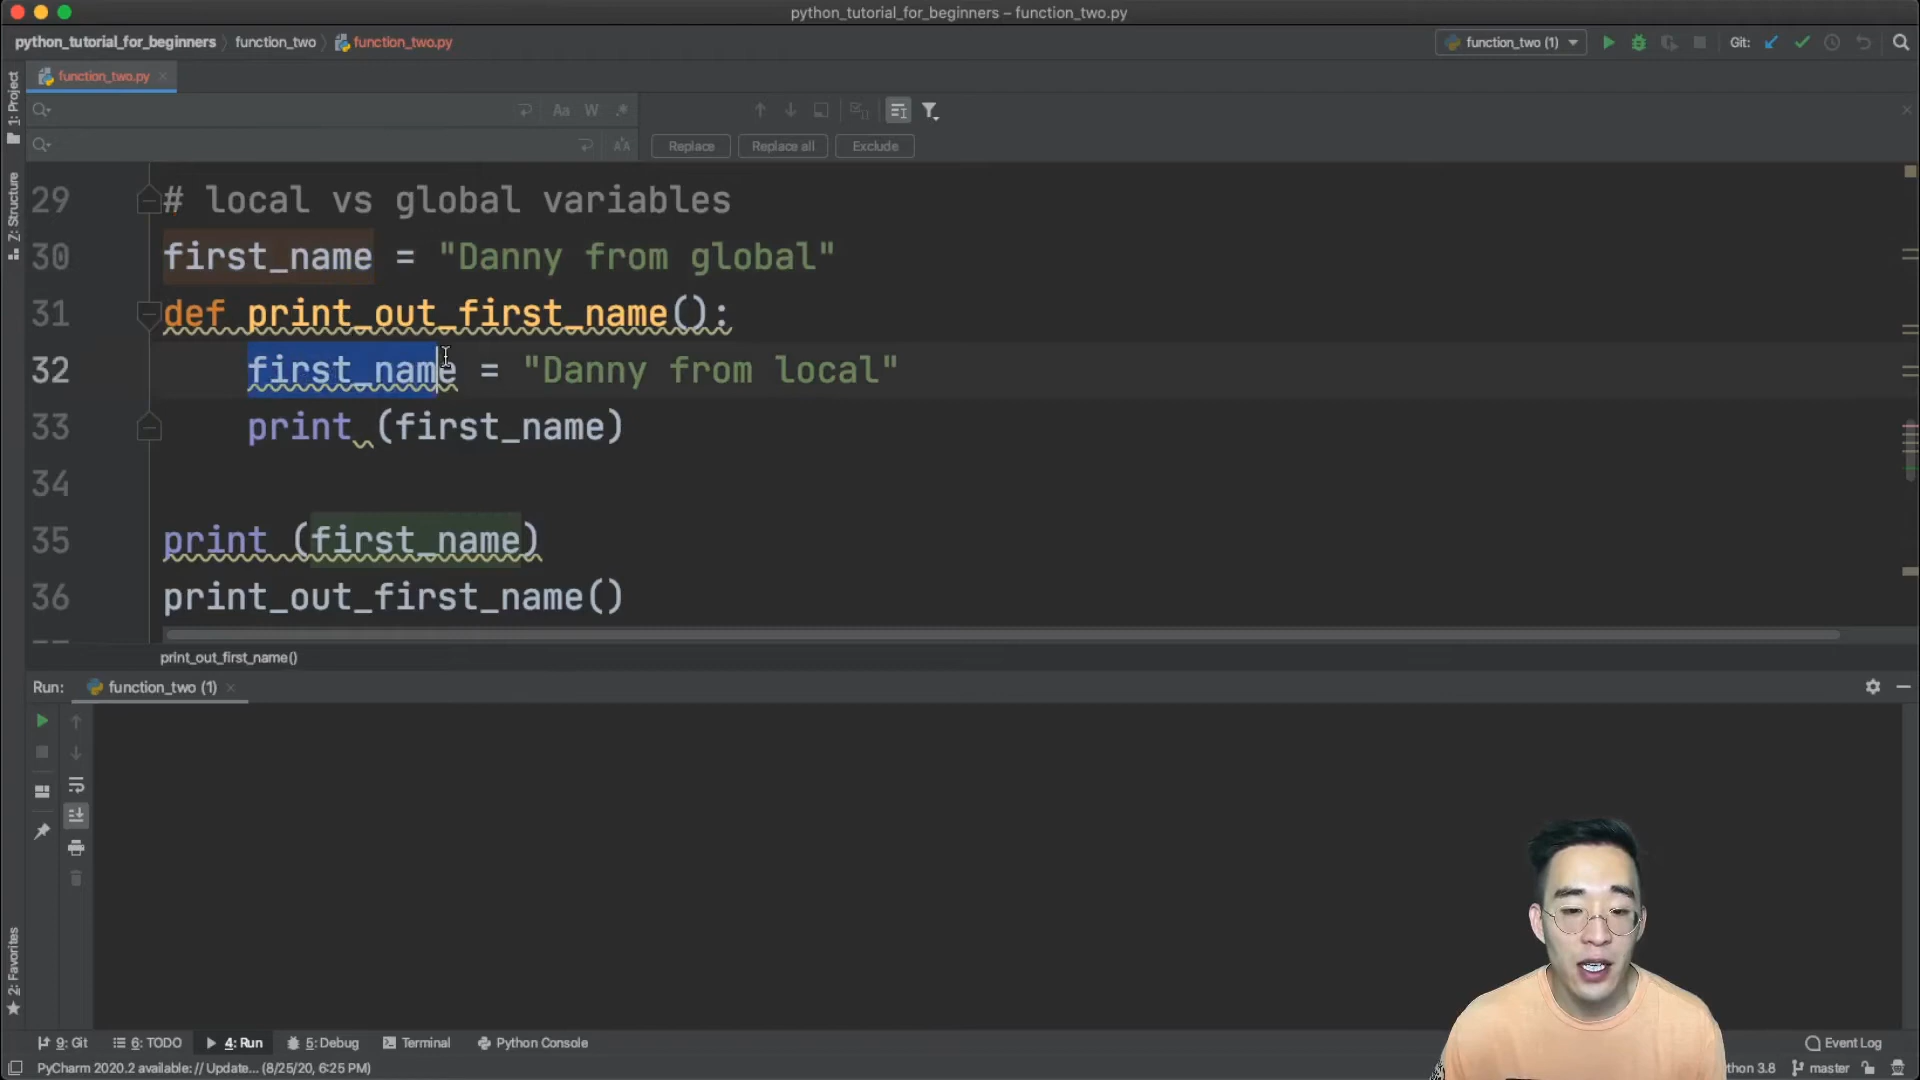 python_tutorial_for_beginners – function_two.py
python_tutorial_for_beginners function_two function_two.py function_two (1) Git:
1: Project function_two.py
Aa W .*
Replace Replace all Exclude
Z: Structure
29 # local vs global variables
30 first_name = "Danny from global"
31 def print_out_first_name():
32 first_name = "Danny from local"
33 print (first_name)
34
35 print (first_name)
36 print_out_first_name()
print_out_first_name()
Run: function_two (1)
2: Favorites
9: Git 6: TODO 4: Run 5: Debug Terminal Python Console Event Log
PyCharm 2020.2 available: // Update... (8/25/20, 6:25 PM) thon 3.8 master